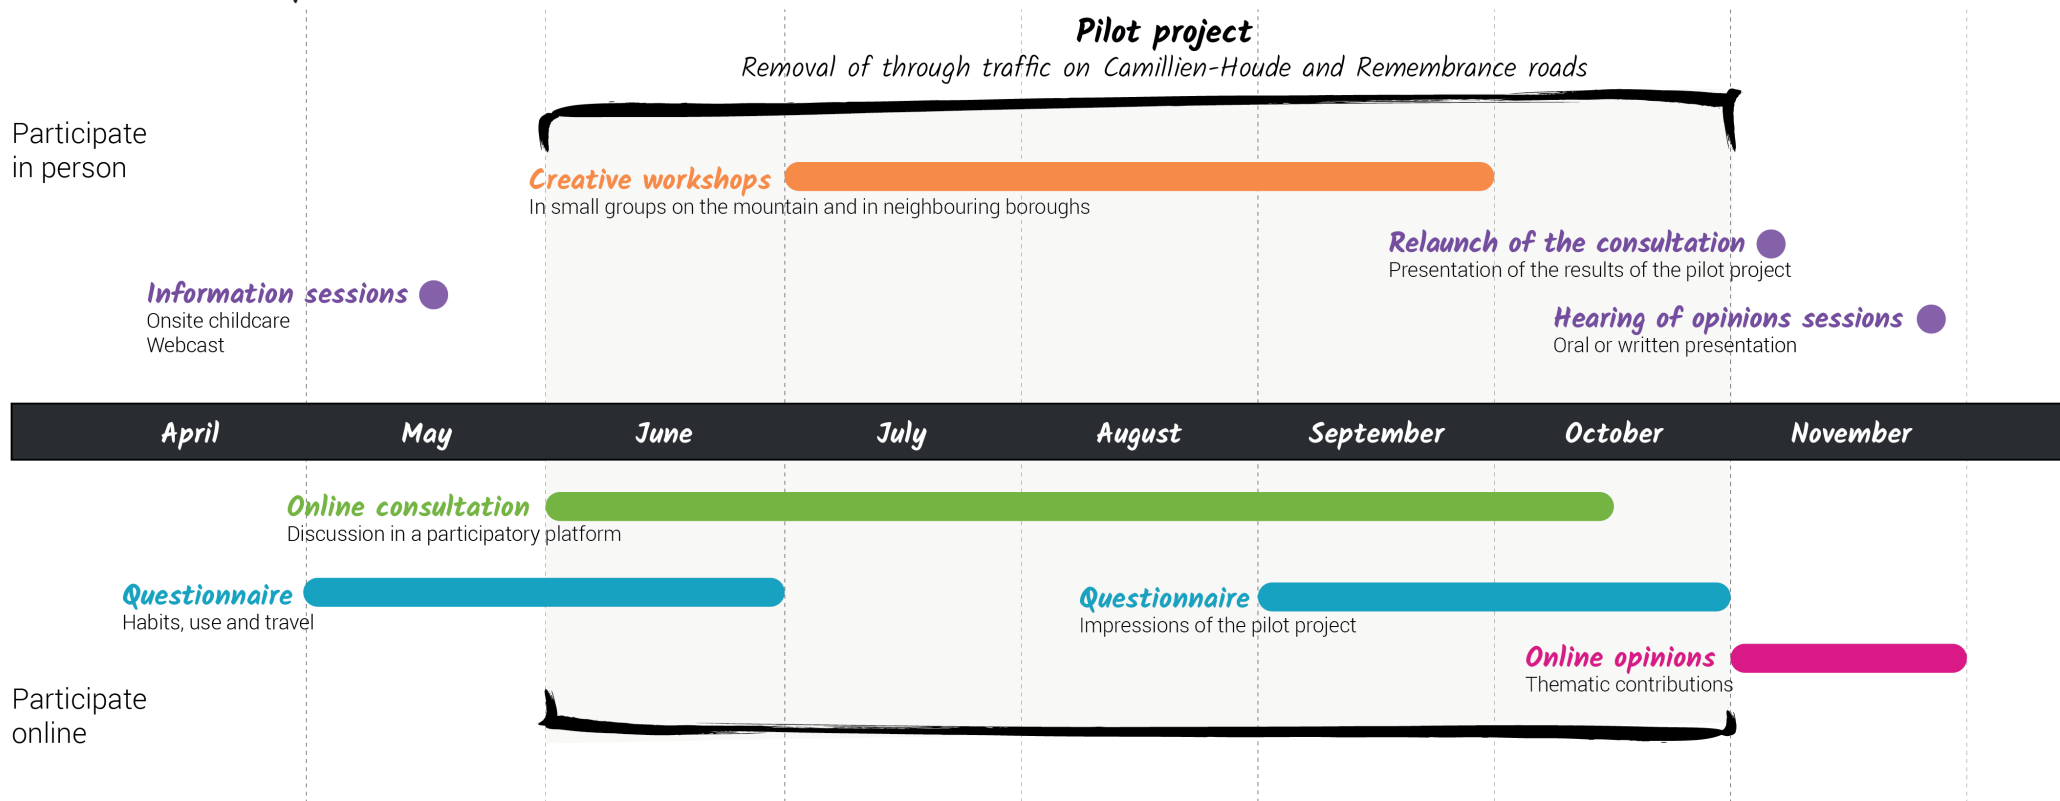 Pilot project
Removal of through traffic on Camillien-Houde and Remembrance roads
Participate
in person
Creative workshops
In small groups on the mountain and in neighbouring boroughs
Relaunch of the consultation
Presentation of the results of the pilot project
Information sessions
Onsite childcare
Webcast
Hearing of opinions sessions
Oral or written presentation
April May June July August September October November
Online consultation
Discussion in a participatory platform
Questionnaire
Habits, use and travel
Questionnaire
Impressions of the pilot project
Online opinions
Thematic contributions
Participate
online